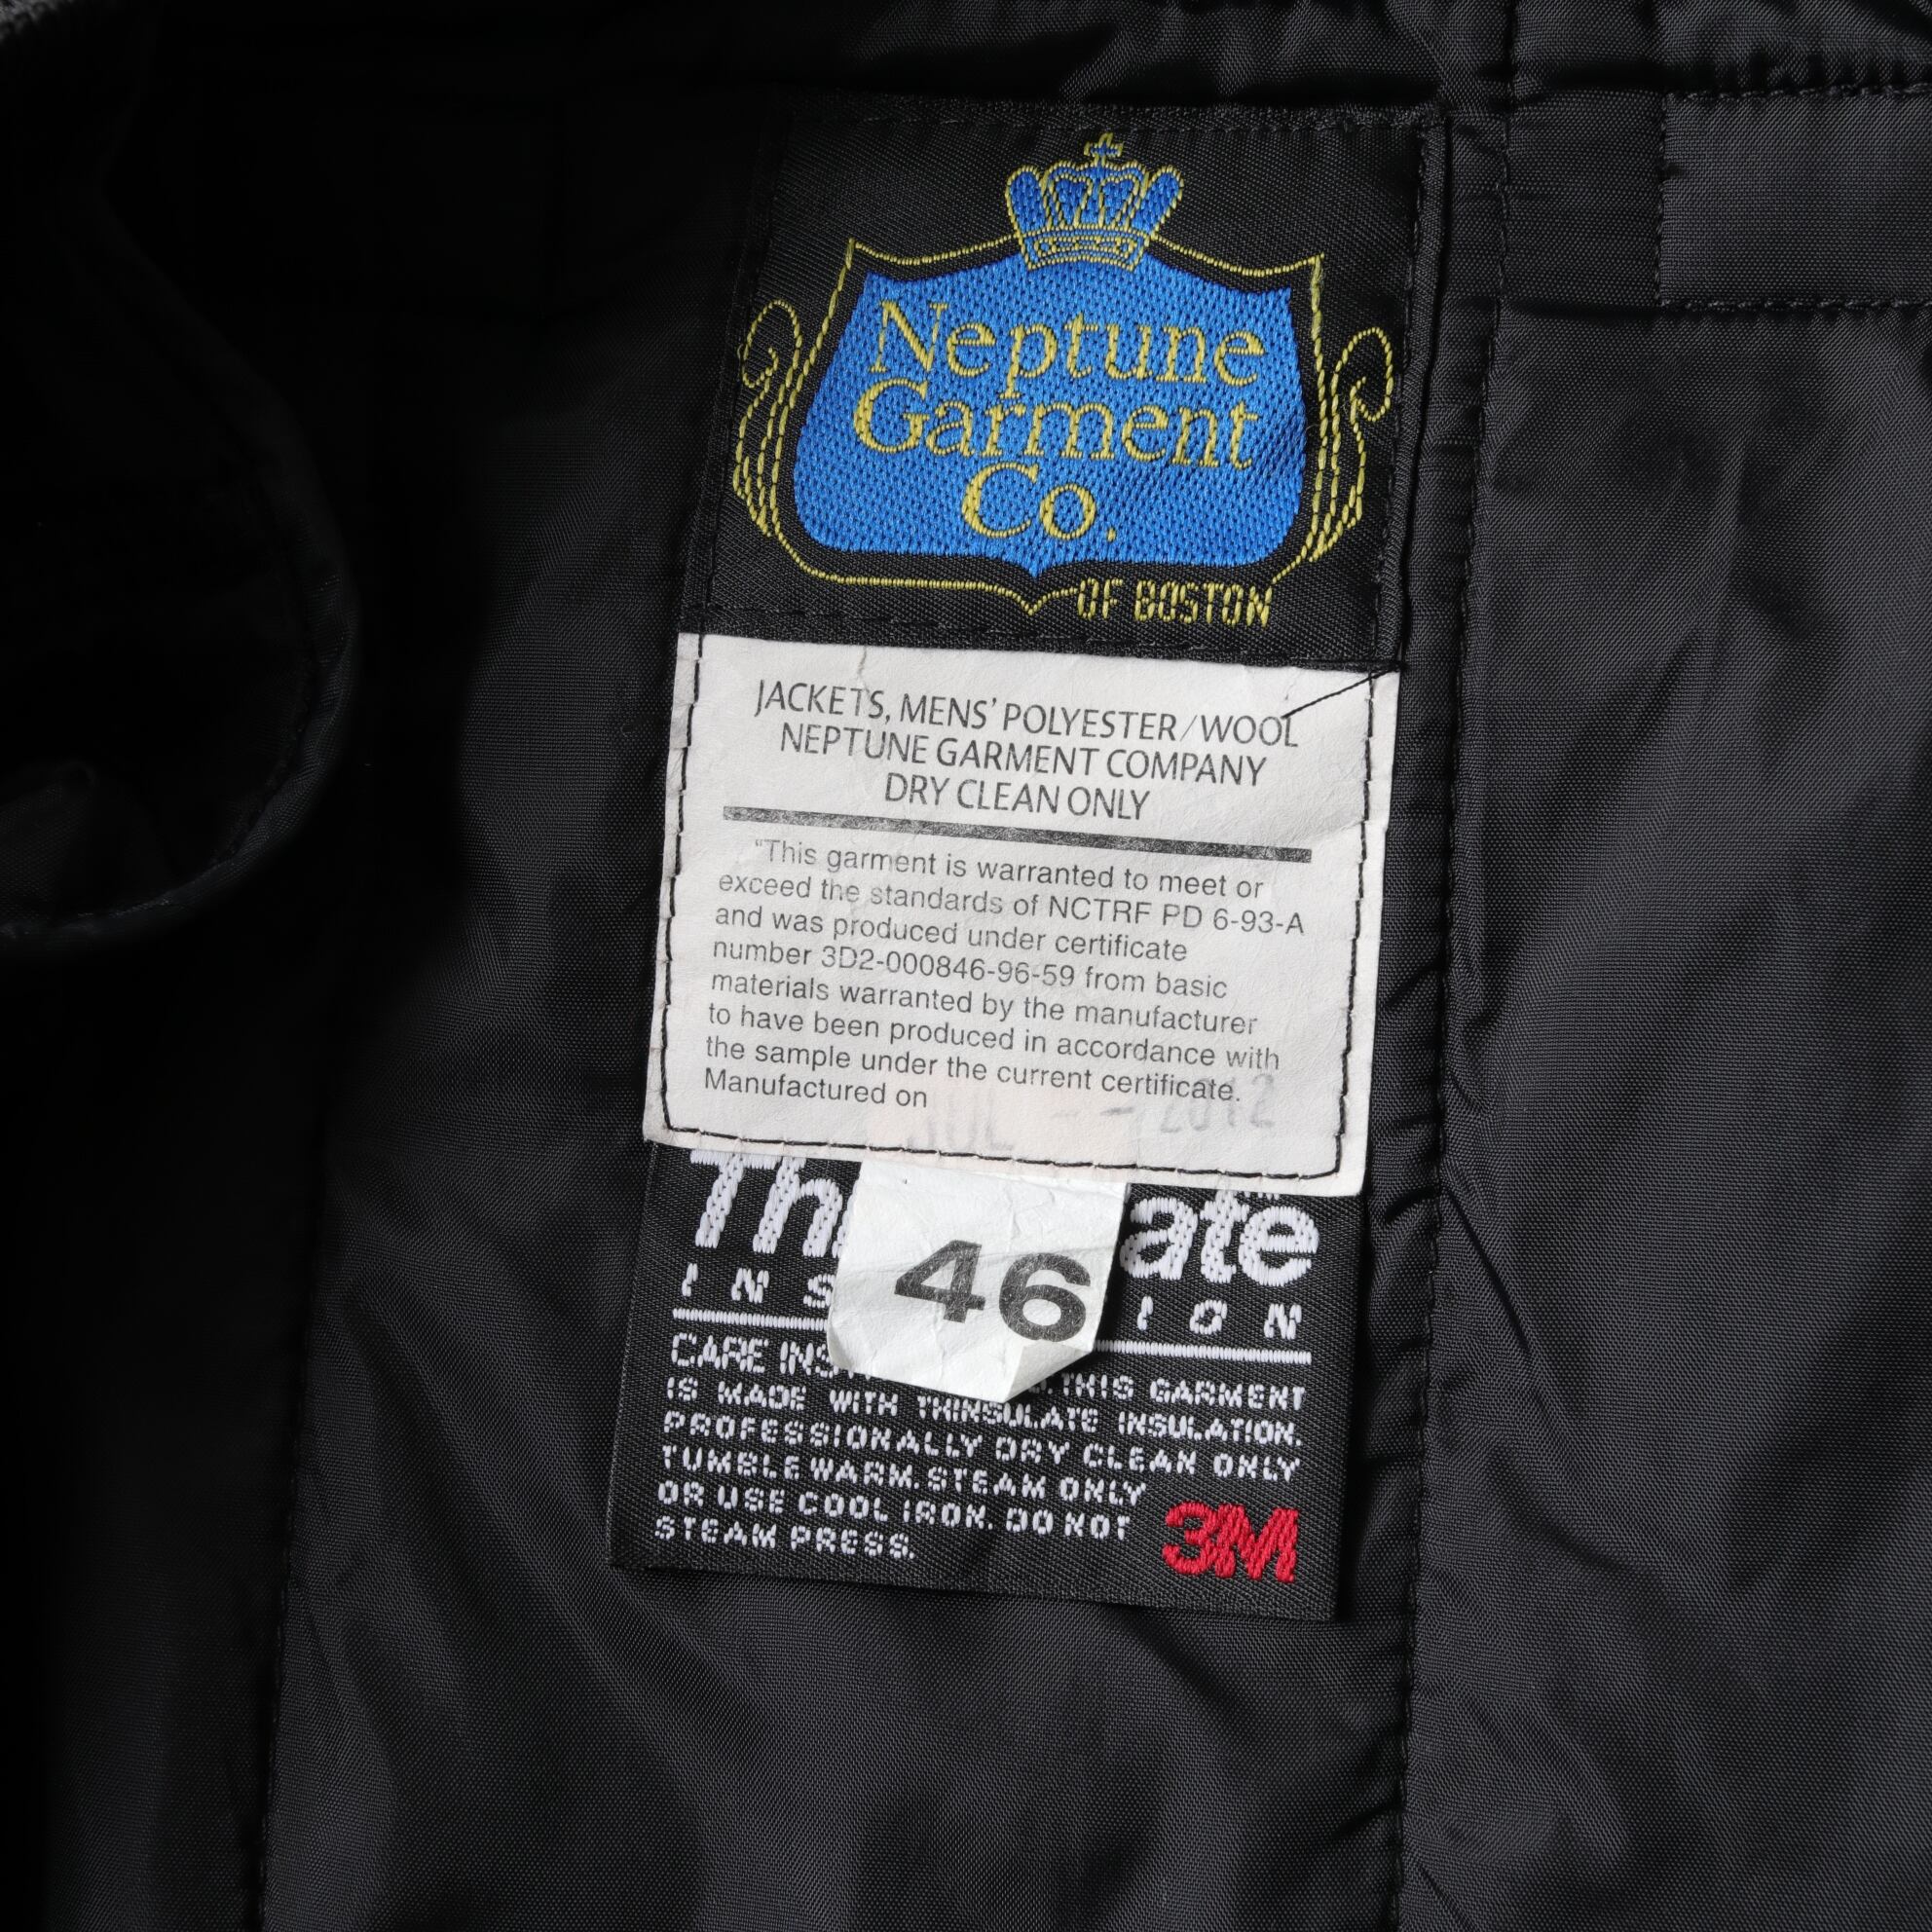 Neptune
Garment
Co.
OF BOSTON
JACKETS, MENS' POLYESTER/WOOL
NEPTUNE GARMENT COMPANY
DRY CLEAN ONLY
"This garment is warranted to meet or
exceed the standards of NCTRF PD 6-93-A
and was produced under certificate
number 3D2-000846-96-59 from basic
materials warranted by the manufacturer
to have been produced in accordance with
the sample under the current certificate.
Manufactured on
JUL -- 2012
46
CARE
THIS GARMENT
IS MADE WITH THINSULATE INSULATION.
PROFESSIONALLY DRY CLEAN ONLY
TUMBLE WARM. STEAM ONLY
OR USE COOL IRON. DO NOT
STEAM PRESS.
3M